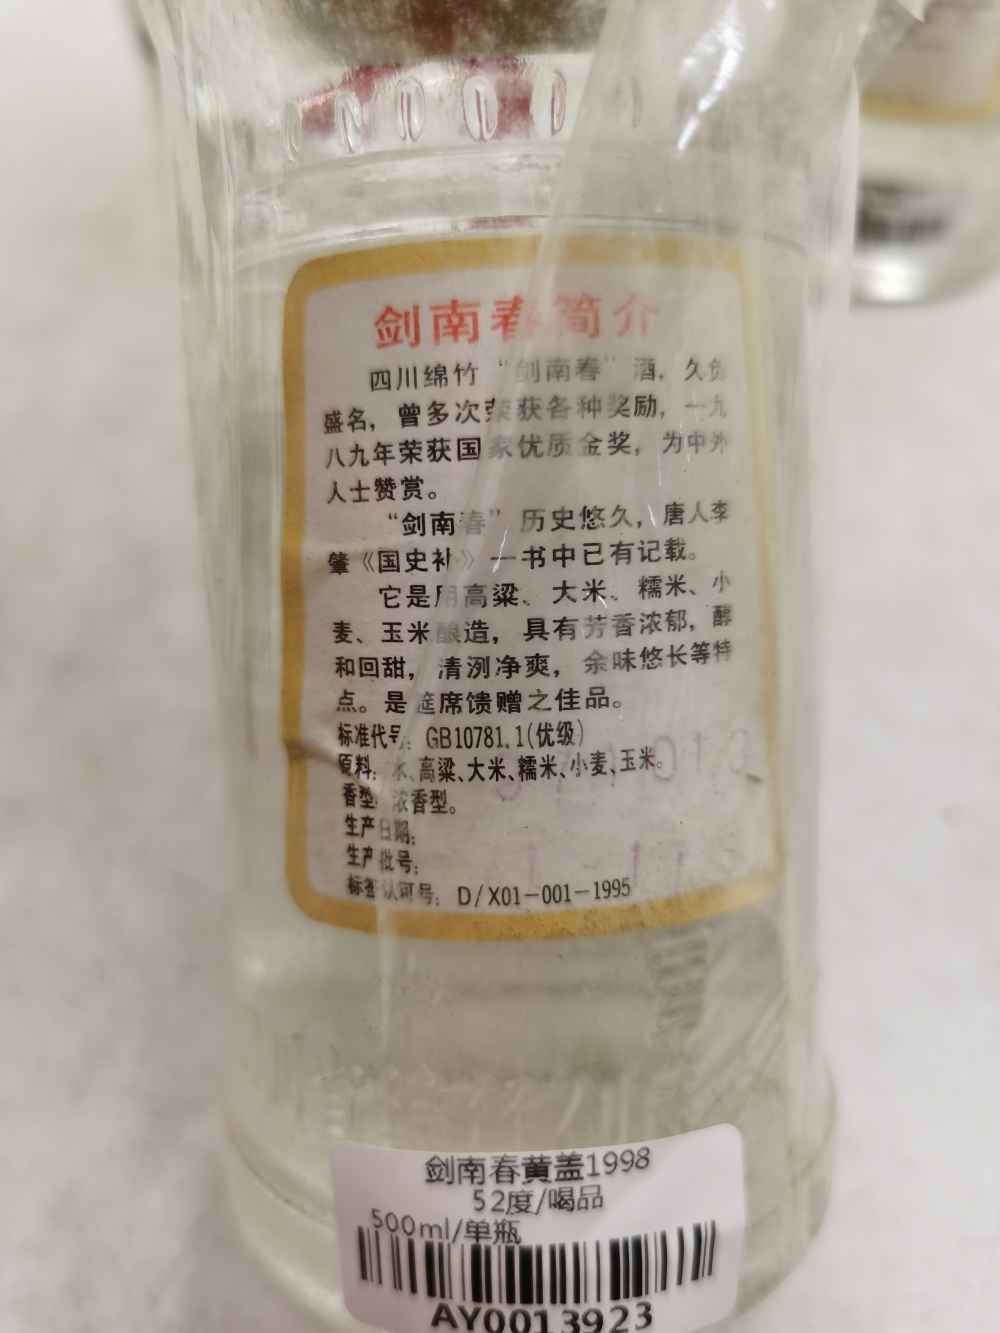 剑南春简介
四川绵竹“剑南春”酒，久负
盛名，曾多次荣获各种奖励，一九
八九年荣获国家优质金奖，为中外
人士赞赏。
“剑南春”历史悠久，唐人李
肇《国史补》一书中已有记载。
它是用高粱、大米、糯米、小
麦、玉米酿造，具有芳香浓郁，醇
和回甜，清洌净爽，余味悠长等特
点。是筵席馈赠之佳品。
标准代号：GB10781.1(优级)
原料：水、高粱、大米、糯米、小麦、玉米。
香型：浓香型。
生产日期：
生产批号：
标签认可号：D/X01-001-1995
剑南春黄盖1998
52度/喝品
500ml/单瓶
AY0013923